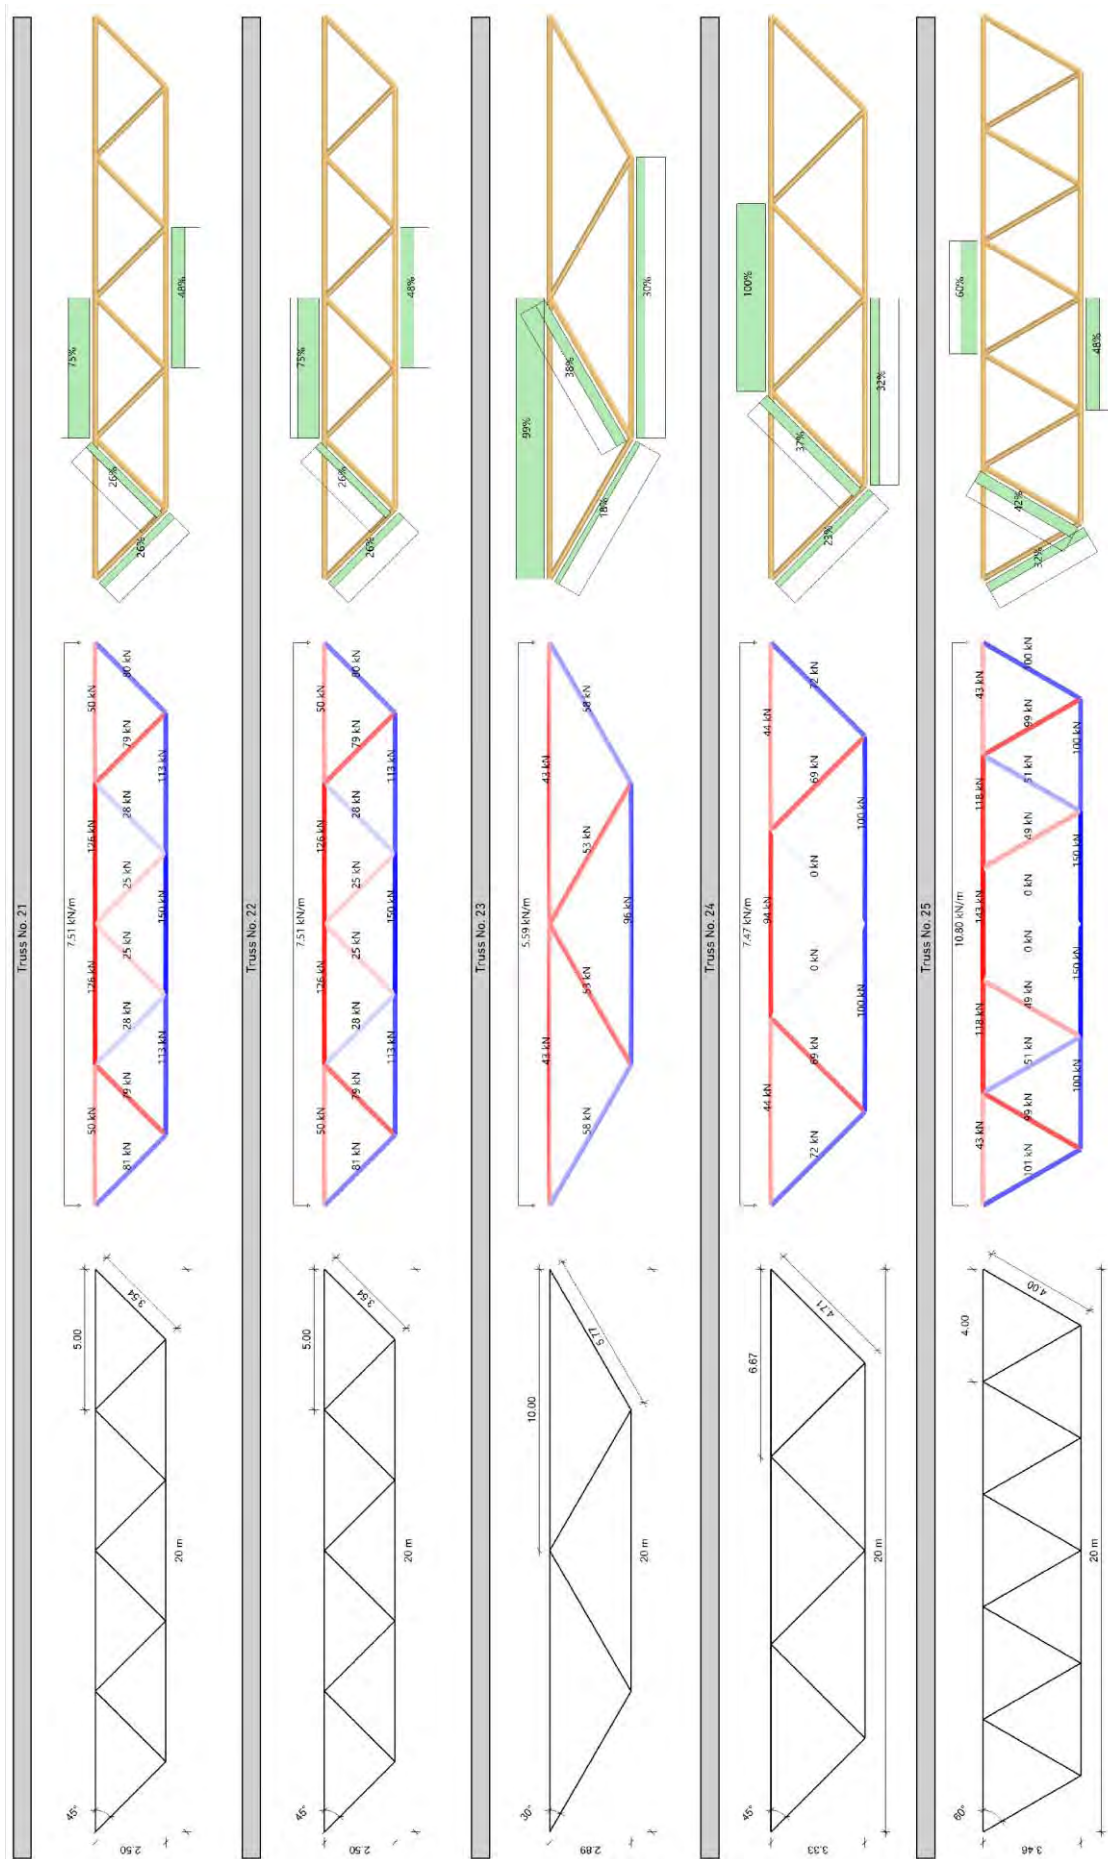 Truss No. 21
2.50
45°
20 m
5.00
3.54
7.51 kN/m
50 kN
126 kN
126 kN
50 kN
81 kN
79 kN
28 kN
25 kN
25 kN
28 kN
79 kN
80 kN
113 kN
150 kN
113 kN
75%
26%
26%
48%
Truss No. 22
2.50
45°
20 m
5.00
3.54
7.51 kN/m
50 kN
126 kN
126 kN
50 kN
81 kN
79 kN
28 kN
25 kN
25 kN
28 kN
79 kN
80 kN
113 kN
150 kN
113 kN
75%
26%
26%
48%
Truss No. 23
2.89
30°
20 m
10.00
5.77
5.59 kN/m
43 kN
43 kN
58 kN
53 kN
53 kN
58 kN
96 kN
99%
18%
38%
30%
Truss No. 24
3.33
45°
20 m
6.67
4.71
7.47 kN/m
44 kN
94 kN
44 kN
72 kN
69 kN
0 kN
0 kN
69 kN
72 kN
100 kN
100 kN
100%
23%
37%
32%
Truss No. 25
3.46
60°
20 m
4.00
4.00
10.80 kN/m
43 kN
118 kN
143 kN
118 kN
43 kN
101 kN
99 kN
51 kN
49 kN
0 kN
0 kN
49 kN
51 kN
99 kN
100 kN
100 kN
150 kN
150 kN
100 kN
60%
32%
42%
48%